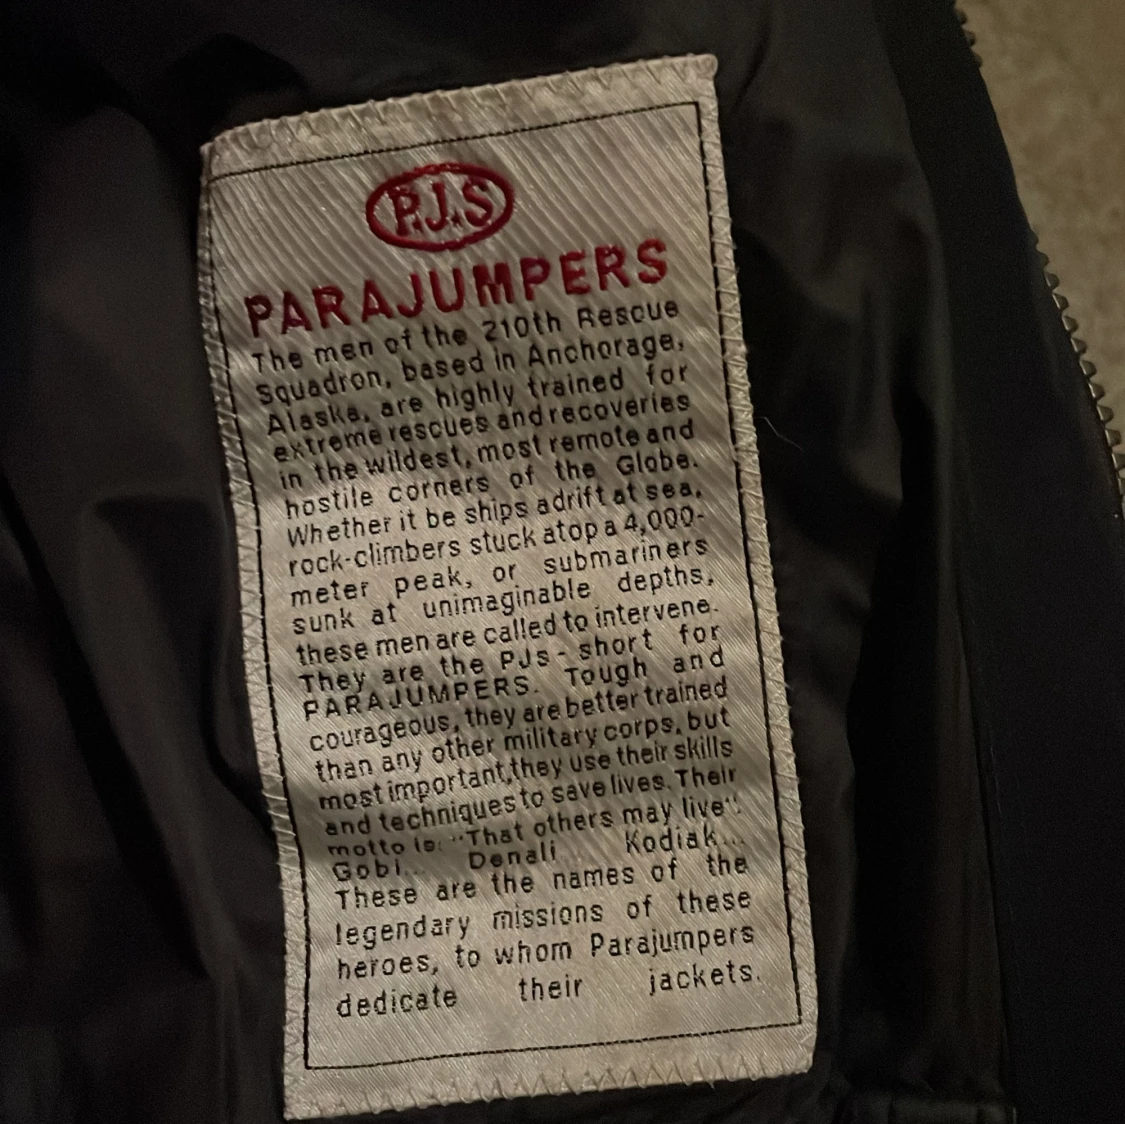 P.J.S
PARAJUMPERS
The men of the 210th Rescue
Squadron, based in Anchorage,
Alaska, are highly trained for
extreme rescues and recoveries
in the wildest, most remote and
hostile corners of the Globe.
Whether it be ships adrift at sea,
rock-climbers stuck atop a 4,000-
meter peak, or submariners
sunk at unimaginable depths,
these men are called to intervene.
They are the PJs - short for
PARAJUMPERS. Tough and
courageous, they are better trained
than any other military corps, but
most important,they use their skills
and techniques to save lives. Their
motto is: "That others may live".
Gobi... Denali Kodiak...
These are the names of the
legendary missions of these
heroes, to whom Parajumpers
dedicate their jackets.